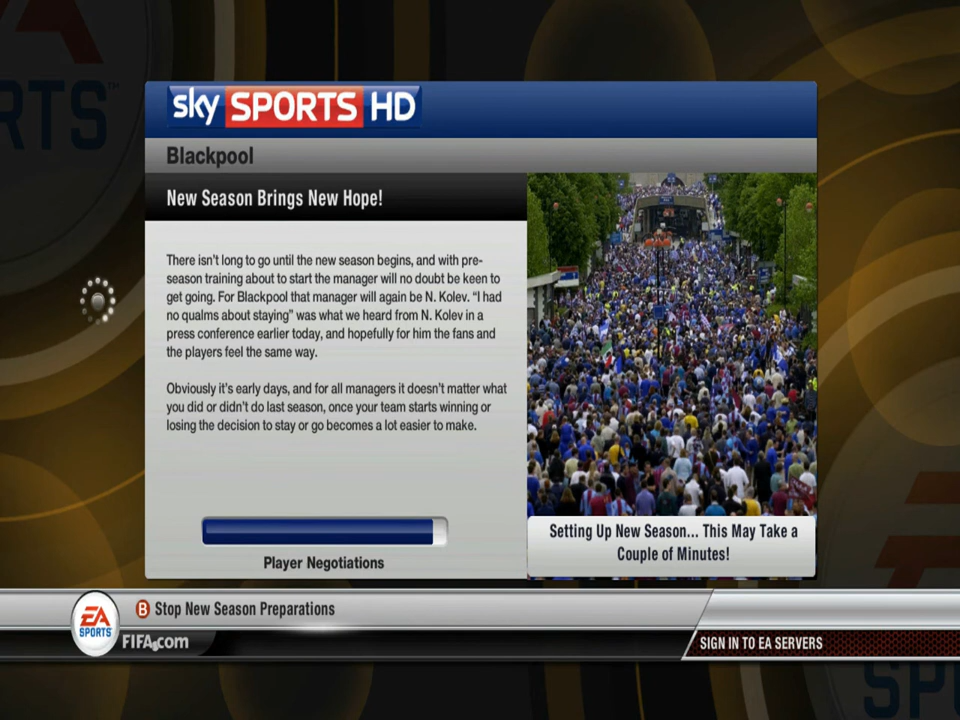 sky SPORTS HD
Blackpool
New Season Brings New Hope!
There isn't long to go until the new season begins, and with pre-
season training about to start the manager will no doubt be keen to
get going. For Blackpool that manager will again be N. Kolev. “I had
no qualms about staying” was what we heard from N. Kolev in a
press conference earlier today, and hopefully for him the fans and
the players feel the same way.
Obviously it's early days, and for all managers it doesn't matter what
you did or didn't do last season, once your team starts winning or
losing the decision to stay or go becomes a lot easier to make.
Player Negotiations
Setting Up New Season... This May Take a
Couple of Minutes!
B Stop New Season Preparations
EA
SPORTS
FIFA.com
SIGN IN TO EA SERVERS